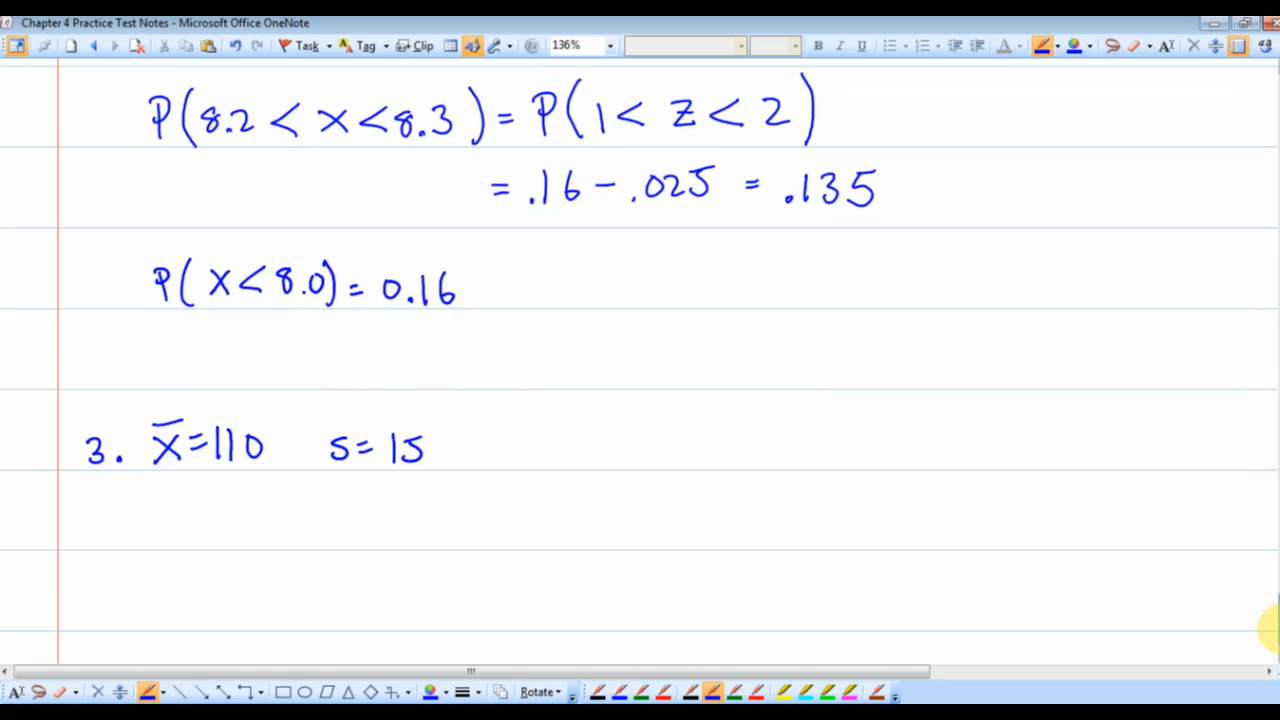 Chapter 4 Practice Test Notes - Microsoft Office OneNote
Task Tag Clip 136% B I U A
P(8.2 < x < 8.3) = P(1 < z < 2)
= .16 - .025 = .135
P(x < 8.0) = 0.16
3. x̄ = 110 s = 15
Rotate